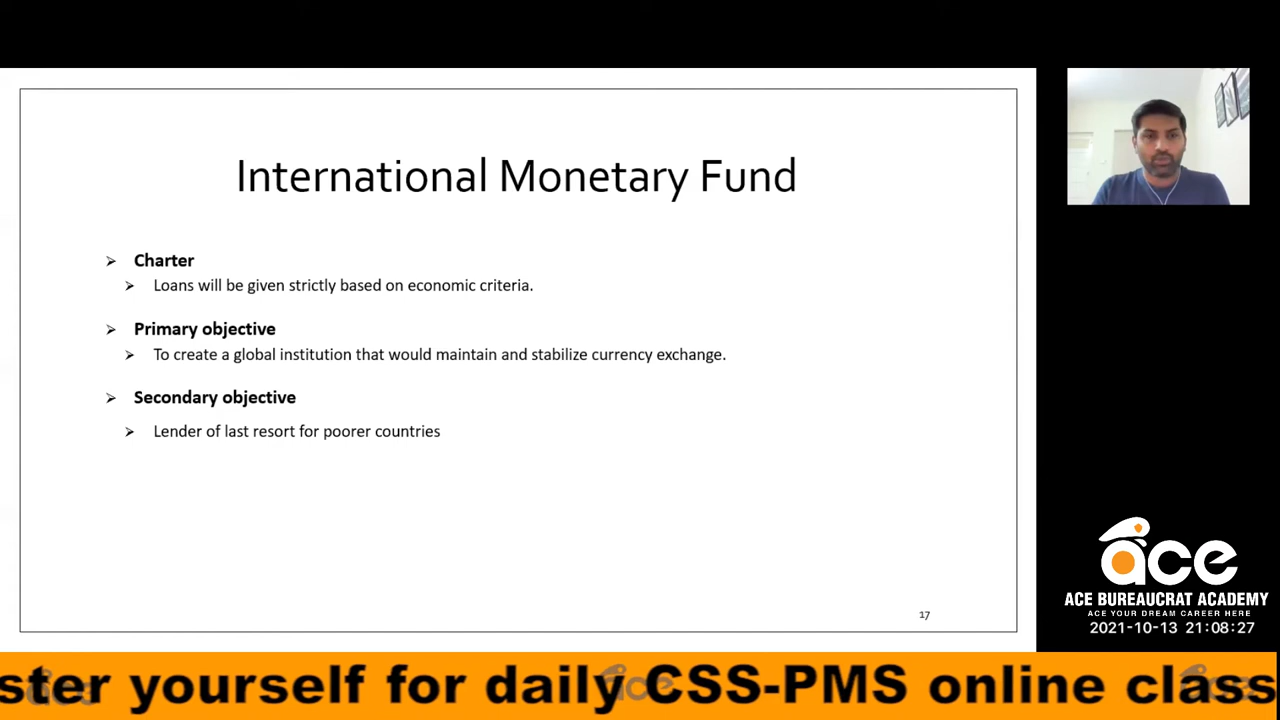 International Monetary Fund
Charter
Loans will be given strictly based on economic criteria.
Primary objective
To create a global institution that would maintain and stabilize currency exchange.
Secondary objective
Lender of last resort for poorer countries
17
ace
ACE BUREAUCRAT ACADEMY
ACE YOUR DREAM CAREER HERE
2021-10-13 21:08:27
ster yourself for daily CSS-PMS online class